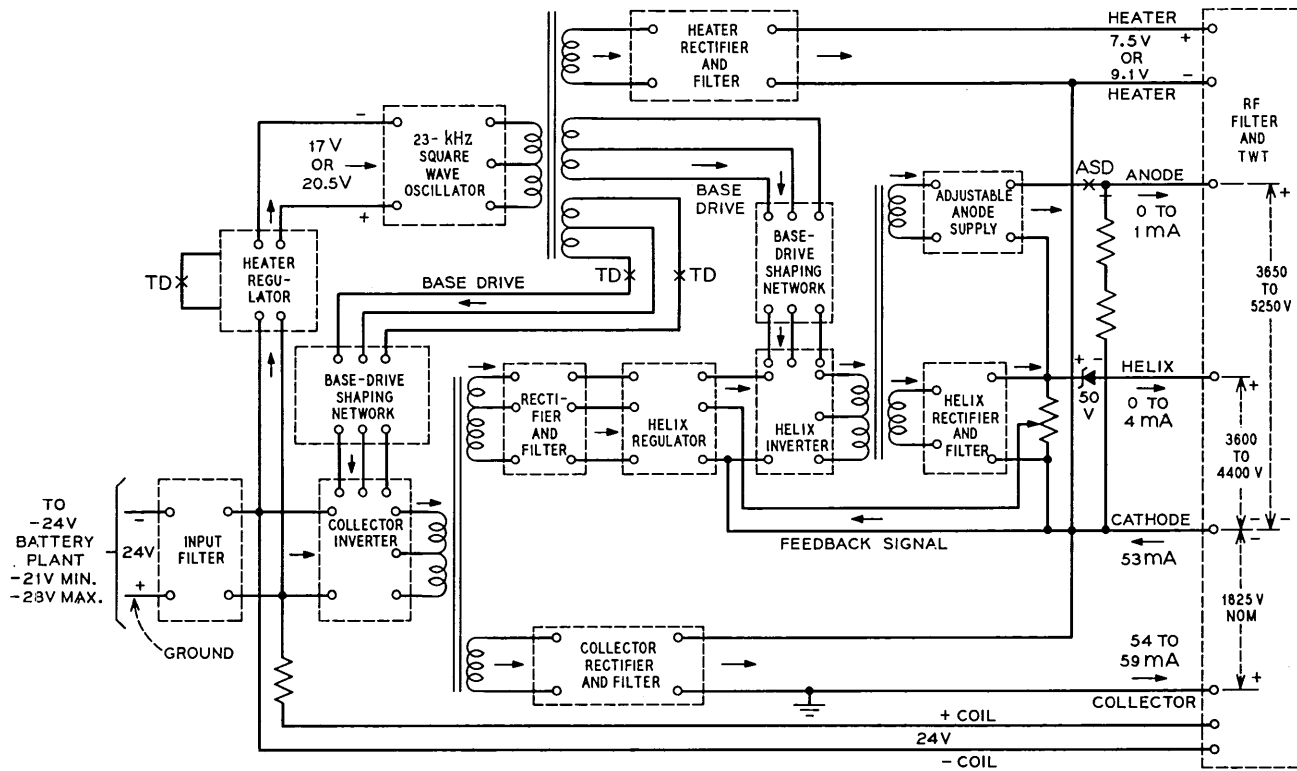 HEATER
7.5V
OR
9.1V
+
–
HEATER
HEATER
RECTIFIER
AND
FILTER
RF
FILTER
AND
TWT
–
17V
OR
20.5V
+
23-kHz
SQUARE
WAVE
OSCILLATOR
BASE
DRIVE
ASD
ANODE
0 TO
1mA
+
3650
TO
5250V
ADJUSTABLE
ANODE
SUPPLY
BASE-
DRIVE
SHAPING
NETWORK
TD
HEATER
REGU-
LATOR
TD
TD
BASE DRIVE
BASE-DRIVE
SHAPING
NETWORK
RECTI-
FIER
AND
FILTER
HELIX
REGULATOR
HELIX
INVERTER
HELIX
RECTIFIER
AND
FILTER
+ –
50
V
HELIX
0 TO
4mA
+
3600
TO
4400 V
TO
-24V
BATTERY
PLANT
-21V MIN.
-28V MAX.
–
24V
+
GROUND
INPUT
FILTER
COLLECTOR
INVERTER
FEEDBACK SIGNAL
CATHODE
– –
–
53mA
1825V
NOM
COLLECTOR
RECTIFIER
AND FILTER
54 TO
59mA
+
COLLECTOR
+ COIL
24V
– COIL